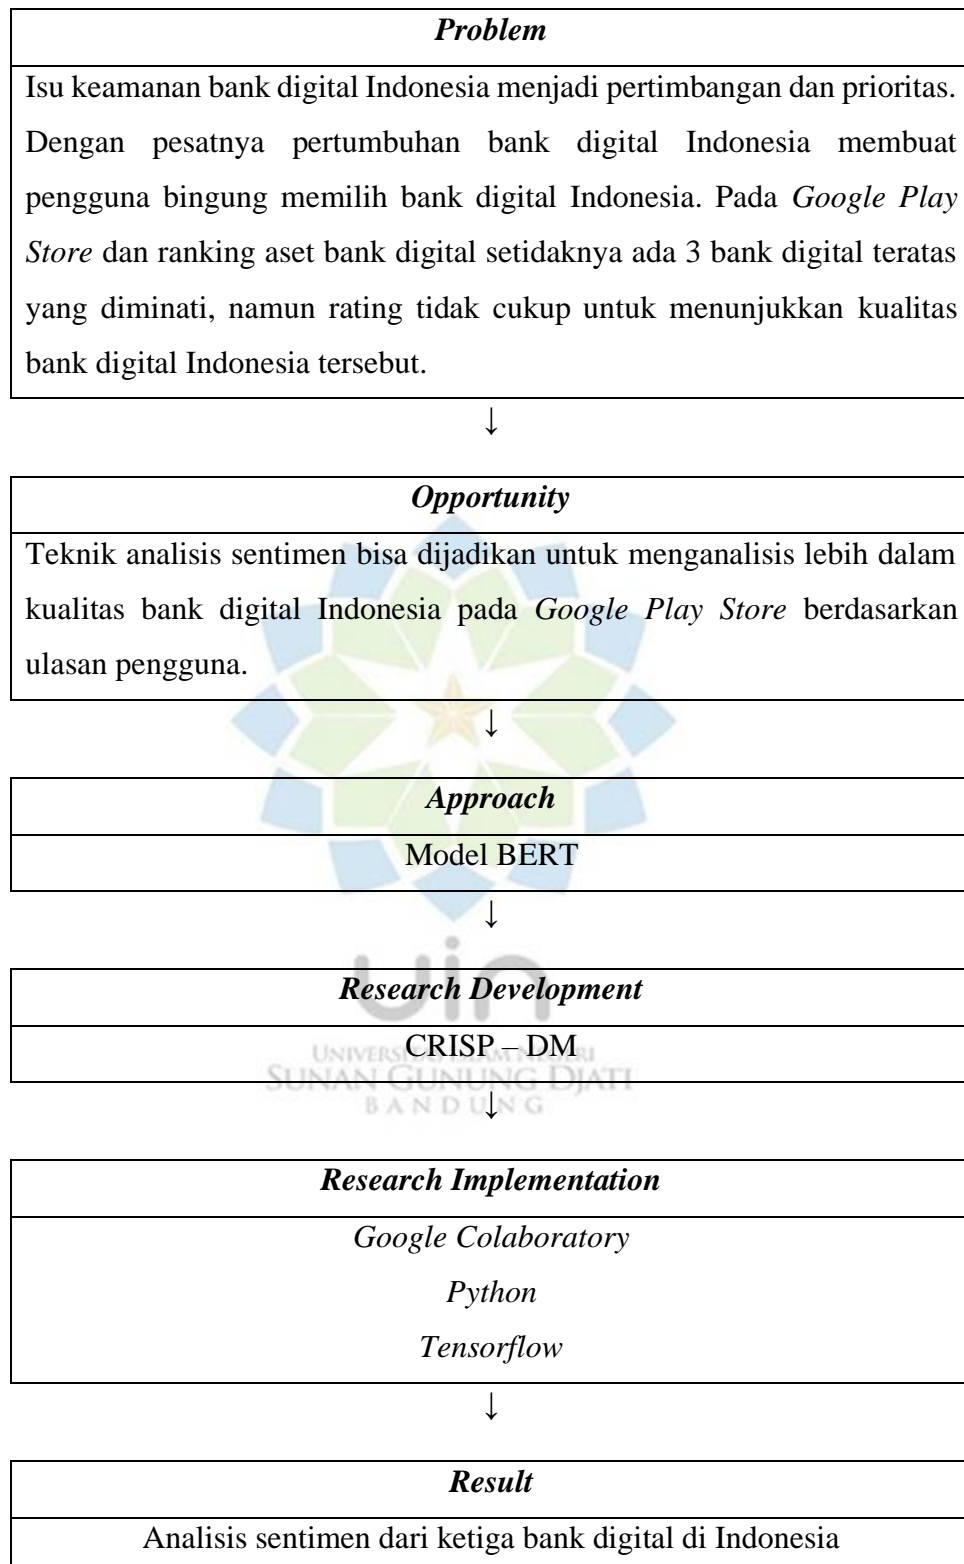 Problem
Isu keamanan bank digital Indonesia menjadi pertimbangan dan prioritas.
Dengan pesatnya pertumbuhan bank digital Indonesia membuat
pengguna bingung memilih bank digital Indonesia. Pada Google Play
Store dan ranking aset bank digital setidaknya ada 3 bank digital teratas
yang diminati, namun rating tidak cukup untuk menunjukkan kualitas
bank digital Indonesia tersebut.
↓
Opportunity
Teknik analisis sentimen bisa dijadikan untuk menganalisis lebih dalam
kualitas bank digital Indonesia pada Google Play Store berdasarkan
ulasan pengguna.
↓
Approach
Model BERT
↓
uin
Research Development
CRISP – DM
UNIVERSITAS ISLAM NEGERI
SUNAN GUNUNG DJATI
BANDUNG
↓
Research Implementation
Google Colaboratory
Python
Tensorflow
↓
Result
Analisis sentimen dari ketiga bank digital di Indonesia